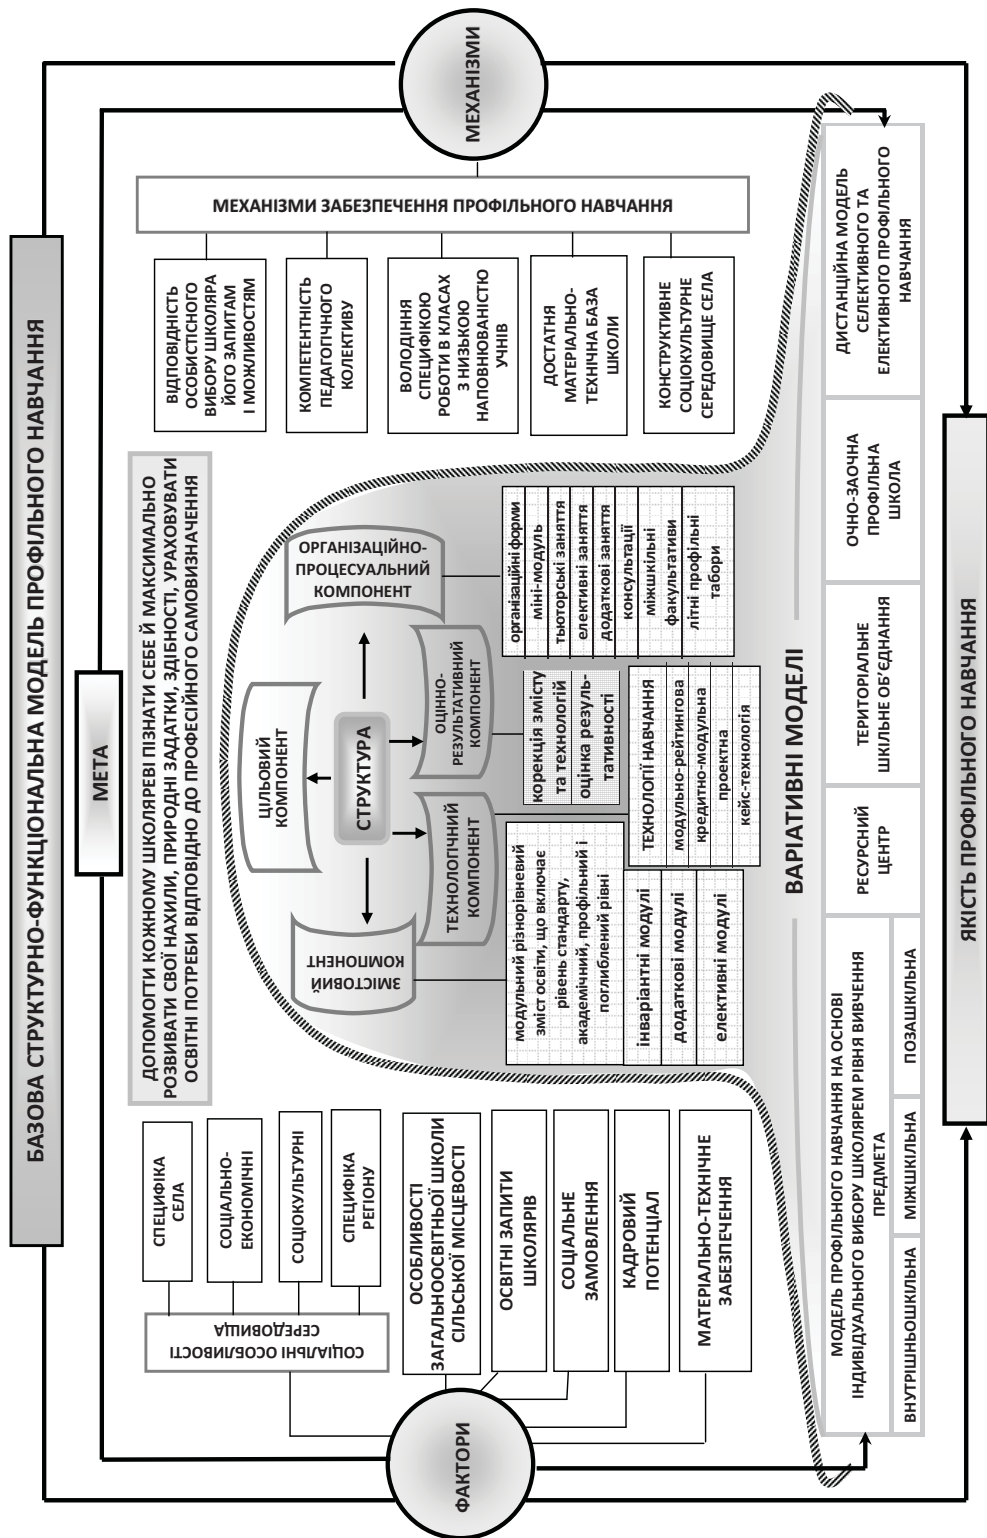 БАЗОВА СТРУКТУРНО-ФУНКЦІОНАЛЬНА МОДЕЛЬ ПРОФІЛЬНОГО НАВЧАННЯ
МЕТА
ДОПОМОГТИ КОЖНОМУ ШКОЛЯРЕВІ ПІЗНАТИ СЕБЕ Й МАКСИМАЛЬНО
РОЗВИВАТИ СВОЇ НАХИЛИ, ПРИРОДНІ ЗАДАТКИ, ЗДІБНОСТІ, УРАХОВУВАТИ
ОСВІТНІ ПОТРЕБИ ВІДПОВІДНО ДО ПРОФЕСІЙНОГО САМОВИЗНАЧЕННЯ
ФАКТОРИ
СОЦІАЛЬНІ ОСОБЛИВОСТІ
СЕРЕДОВИЩА
СПЕЦИФІКА
СЕЛА
СОЦІАЛЬНО-
ЕКОНОМІЧНІ
СОЦІОКУЛЬТУРНІ
СПЕЦИФІКА
РЕГІОНУ
ОСОБЛИВОСТІ
ЗАГАЛЬНООСВІТНЬОЇ ШКОЛИ
СІЛЬСЬКОЇ МІСЦЕВОСТІ
ОСВІТНІ ЗАПИТИ
ШКОЛЯРІВ
СОЦІАЛЬНЕ
ЗАМОВЛЕННЯ
КАДРОВИЙ
ПОТЕНЦІАЛ
МАТЕРІАЛЬНО-ТЕХНІЧНЕ
ЗАБЕЗПЕЧЕННЯ
СТРУКТУРА
ЦІЛЬОВИЙ
КОМПОНЕНТ
ЗМІСТОВИЙ
КОМПОНЕНТ
ТЕХНОЛОГІЧНИЙ
КОМПОНЕНТ
ОЦІННО-
РЕЗУЛЬТАТИВНИЙ
КОМПОНЕНТ
ОРГАНІЗАЦІЙНО-
ПРОЦЕСУАЛЬНИЙ
КОМПОНЕНТ
модульний різнорівневий
зміст освіти, що включає
рівень стандарту,
академічний, профільний і
поглиблений рівні
інваріантні модулі
додаткові модулі
елективні модулі
ТЕХНОЛОГІЇ НАВЧАННЯ
модульно-рейтингова
кредитно-модульна
проектна
кейс-технологія
корекція змісту
та технологій
оцінка резуль-
тативності
організаційні форми
міні-модуль
тьюторські заняття
елективні заняття
додаткові заняття
консультації
міжшкільні
факультативи
літні профільні
табори
МЕХАНІЗМИ
МЕХАНІЗМИ ЗАБЕЗПЕЧЕННЯ ПРОФІЛЬНОГО НАВЧАННЯ
ВІДПОВІДНІСТЬ
ОСОБИСТІСНОГО
ВИБОРУ ШКОЛЯРА
ЙОГО ЗАПИТАМ
І МОЖЛИВОСТЯМ
КОМПЕТЕНТНІСТЬ
ПЕДАГОГІЧНОГО
КОЛЕКТИВУ
ВОЛОДІННЯ
СПЕЦИФІКОЮ
РОБОТИ В КЛАСАХ
З НИЗЬКОЮ
НАПОВНЮВАНІСТЮ
УЧНІВ
ДОСТАТНЯ
МАТЕРІАЛЬНО-
ТЕХНІЧНА БАЗА
ШКОЛИ
КОНСТРУКТИВНЕ
СОЦІОКУЛЬТУРНЕ
СЕРЕДОВИЩЕ СЕЛА
ВАРІАТИВНІ МОДЕЛІ
МОДЕЛЬ ПРОФІЛЬНОГО НАВЧАННЯ НА ОСНОВІ
ІНДИВІДУАЛЬНОГО ВИБОРУ ШКОЛЯРЕМ РІВНЯ ВИВЧЕННЯ
ПРЕДМЕТА
ВНУТРІШНЬОШКІЛЬНА
МІЖШКІЛЬНА
ПОЗАШКІЛЬНА
РЕСУРСНИЙ
ЦЕНТР
ТЕРИТОРІАЛЬНЕ
ШКІЛЬНЕ ОБ’ЄДНАННЯ
ОЧНО-ЗАОЧНА
ПРОФІЛЬНА
ШКОЛА
ДИСТАНЦІЙНА МОДЕЛЬ
СЕЛЕКТИВНОГО ТА
ЕЛЕКТИВНОГО ПРОФІЛЬНОГО
НАВЧАННЯ
ЯКІСТЬ ПРОФІЛЬНОГО НАВЧАННЯ